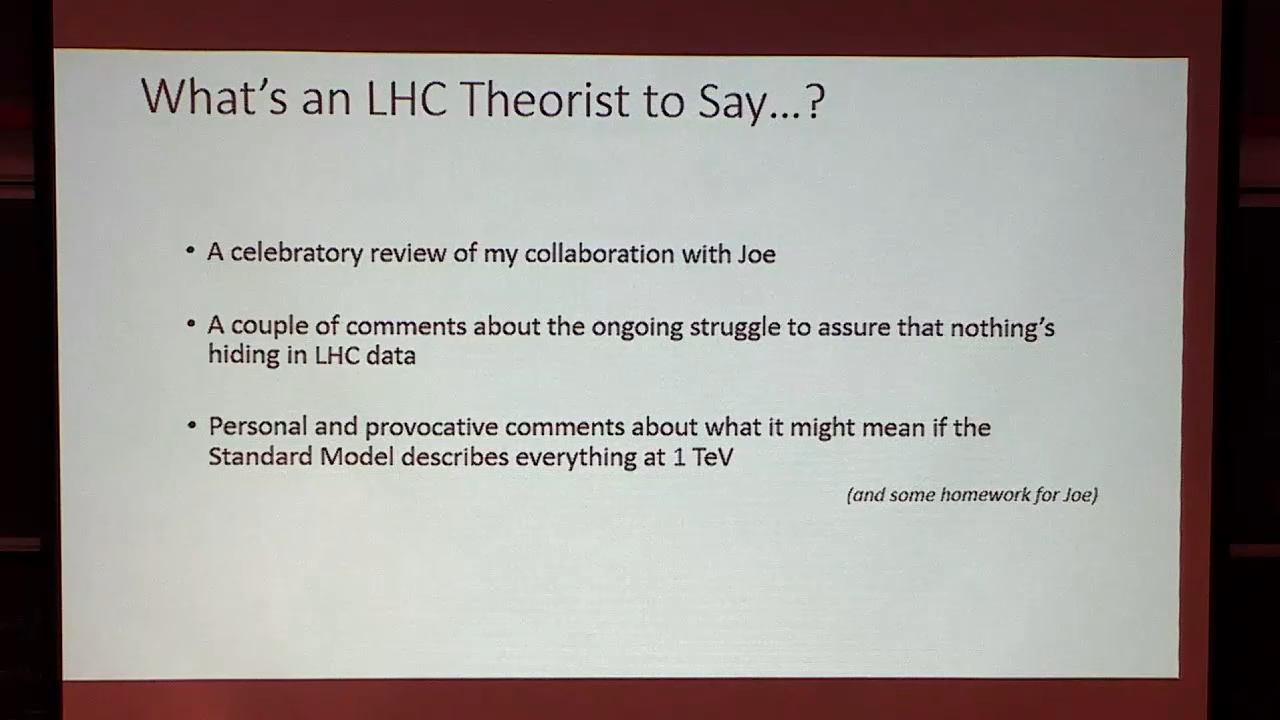 What's an LHC Theorist to Say...?
• A celebratory review of my collaboration with Joe
• A couple of comments about the ongoing struggle to assure that nothing's
hiding in LHC data
• Personal and provocative comments about what it might mean if the
Standard Model describes everything at 1 TeV
(and some homework for Joe)